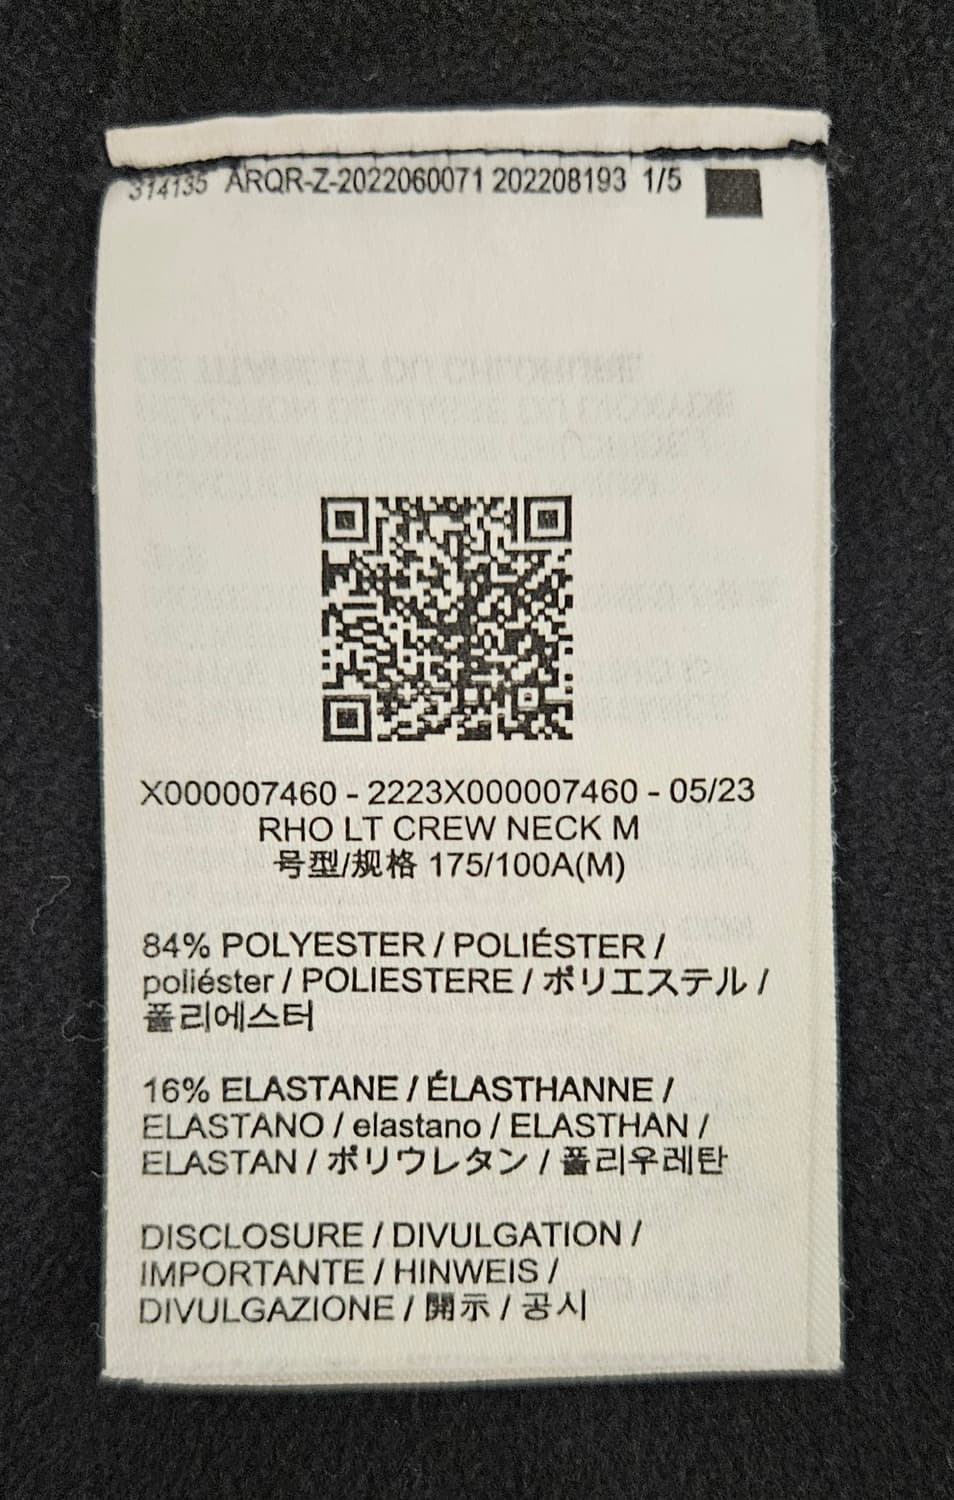 314135 ARQR-Z-2022060071 202208193 1/5
X000007460 - 2223X000007460 - 05/23
RHO LT CREW NECK M
号型/规格 175/100A(M)
84% POLYESTER / POLIÉSTER /
poliéster / POLIESTERE / ポリエステル /
폴리에스터
16% ELASTANE / ÉLASTHANNE /
ELASTANO / elastano / ELASTHAN /
ELASTAN / ポリウレタン / 폴리우레탄
DISCLOSURE / DIVULGATION /
IMPORTANTE / HINWEIS /
DIVULGAZIONE / 開示 / 공시